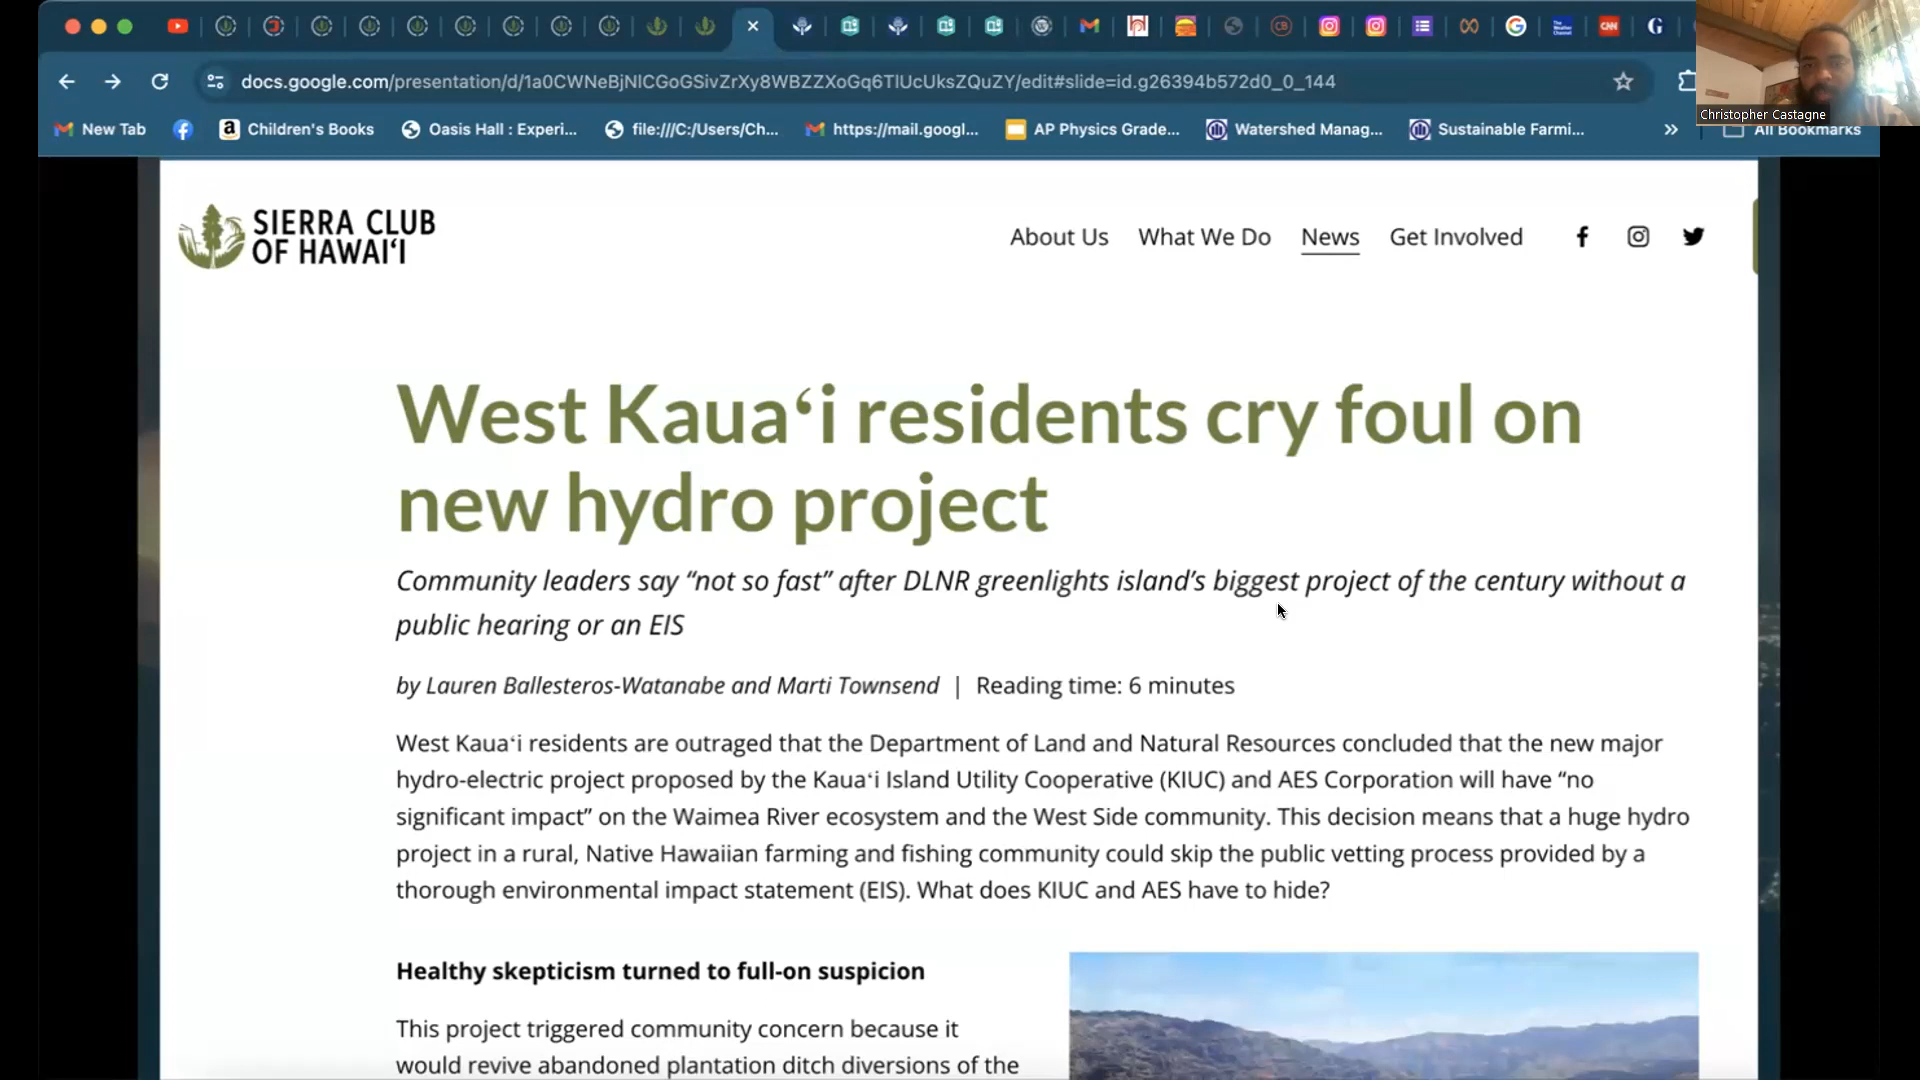 docs.google.com/presentation/d/1a0CWNeBjNlCGoGSivZrXy8WBZZXoGq6TlUcUksZQuZY/edit#slide=id.g26394b572d0_0_144
New Tab
Children's Books
Oasis Hall : Experi...
file:///C:/Users/Ch...
https://mail.googl...
AP Physics Grade...
Watershed Manag...
Sustainable Farmi...
»
All Bookmarks
Christopher Castagne
SIERRA CLUB
OF HAWAIʻI
About Us
What We Do
News
Get Involved
West Kauaʻi residents cry foul on
new hydro project
Community leaders say “not so fast” after DLNR greenlights island’s biggest project of the century without a
public hearing or an EIS
by Lauren Ballesteros-Watanabe and Marti Townsend | Reading time: 6 minutes
West Kauaʻi residents are outraged that the Department of Land and Natural Resources concluded that the new major
hydro-electric project proposed by the Kauaʻi Island Utility Cooperative (KIUC) and AES Corporation will have “no
significant impact” on the Waimea River ecosystem and the West Side community. This decision means that a huge hydro
project in a rural, Native Hawaiian farming and fishing community could skip the public vetting process provided by a
thorough environmental impact statement (EIS). What does KIUC and AES have to hide?
Healthy skepticism turned to full-on suspicion
This project triggered community concern because it
would revive abandoned plantation ditch diversions of the